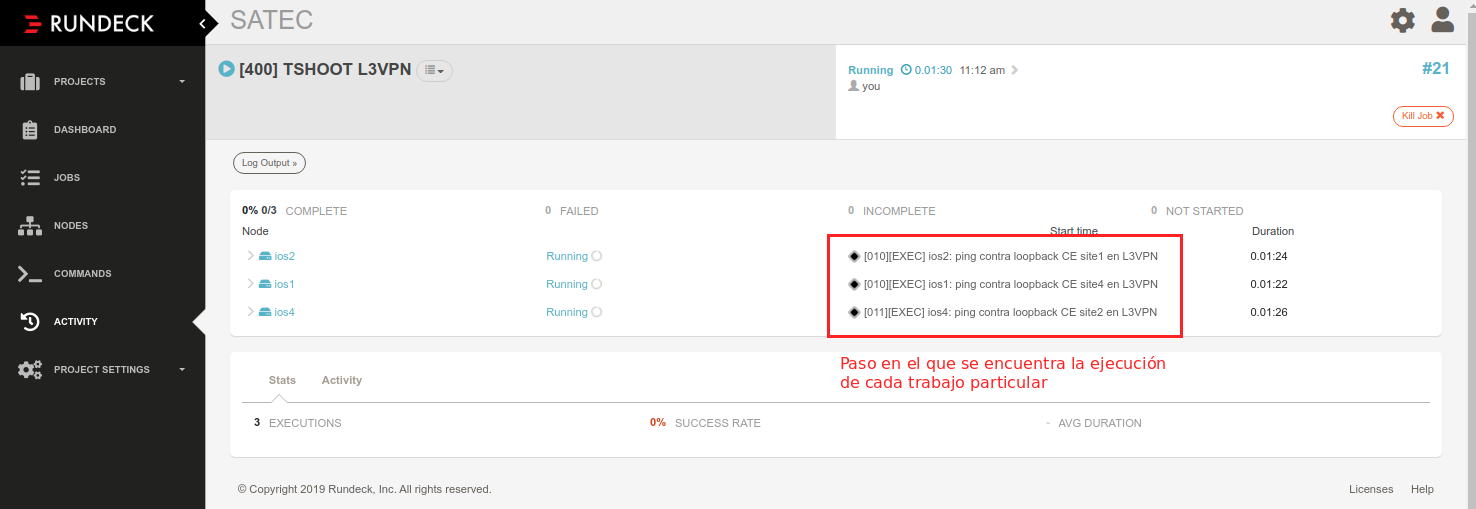 RUNDECK
SATEC
[400] TSHOOT L3VPN
Running 0.01:30 11:12 am
#21
you
Kill Job
PROJECTS
DASHBOARD
JOBS
NODES
COMMANDS
ACTIVITY
PROJECT SETTINGS
Log Output »
0% 0/3 COMPLETE 0 FAILED 0 INCOMPLETE 0 NOT STARTED
Node Start time Duration
ios2 Running [010][EXEC] ios2: ping contra loopback CE site1 en L3VPN 0.01:24
ios1 Running [010][EXEC] ios1: ping contra loopback CE site4 en L3VPN 0.01:22
ios4 Running [011][EXEC] ios4: ping contra loopback CE site2 en L3VPN 0.01:26
Paso en el que se encuentra la ejecución
de cada trabajo particular
Stats Activity
3 EXECUTIONS 0% SUCCESS RATE - AVG DURATION
© Copyright 2019 Rundeck, Inc. All rights reserved. Licenses Help